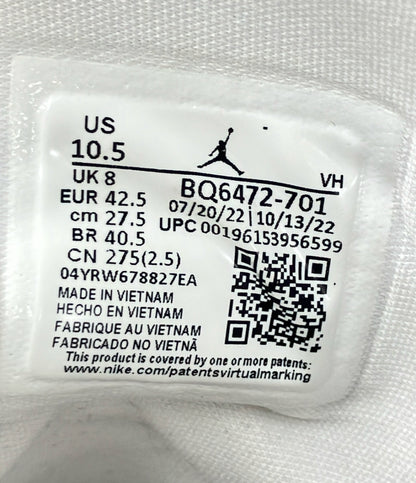 US
10.5
VH
UK 8
BQ6472-701
EUR 42.5
07/20/22 | 10/13/22
cm 27.5
UPC 00196153956599
BR 40.5
CN 275(2.5)
04YRW678827EA
MADE IN VIETNAM
HECHO EN VIETNAM
FABRIQUE AU VIETNAM
FABRICADO NO VIETNÃ
This product is covered by one or more patents:
www.nike.com/patentsvirtualmarking